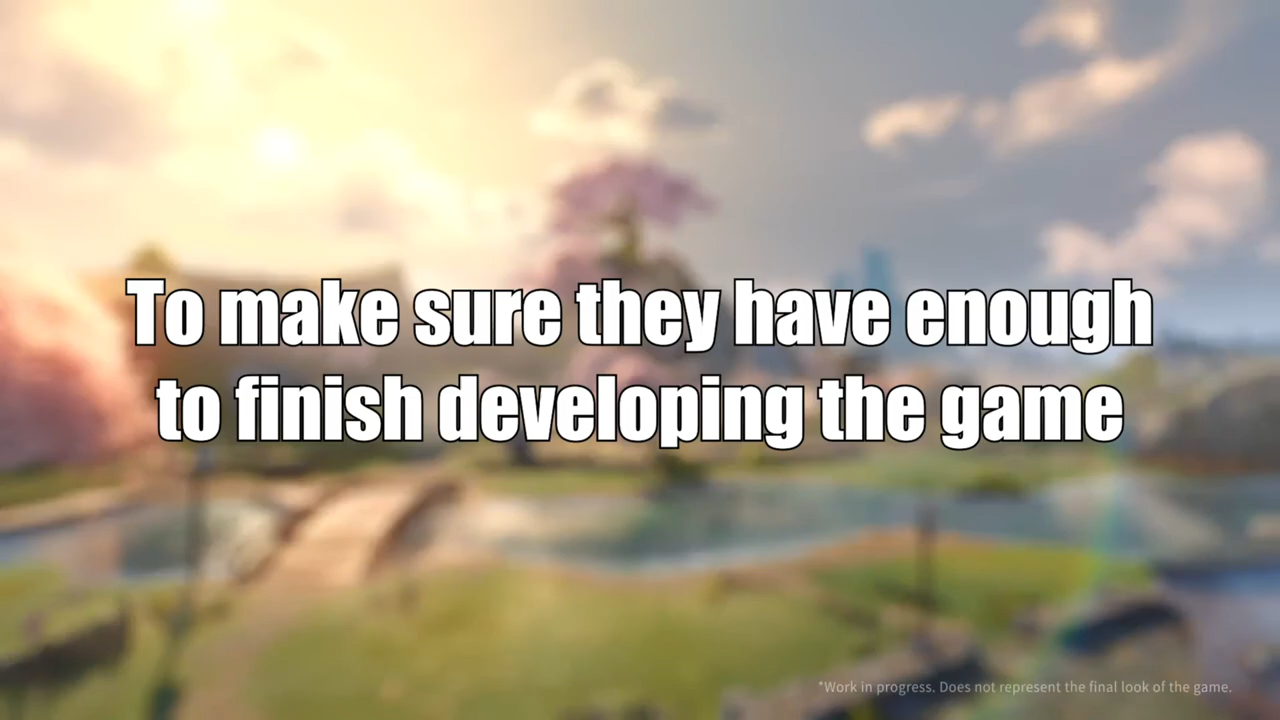 To make sure they have enough
to finish developing the game
*Work in progress. Does not represent the final look of the game.